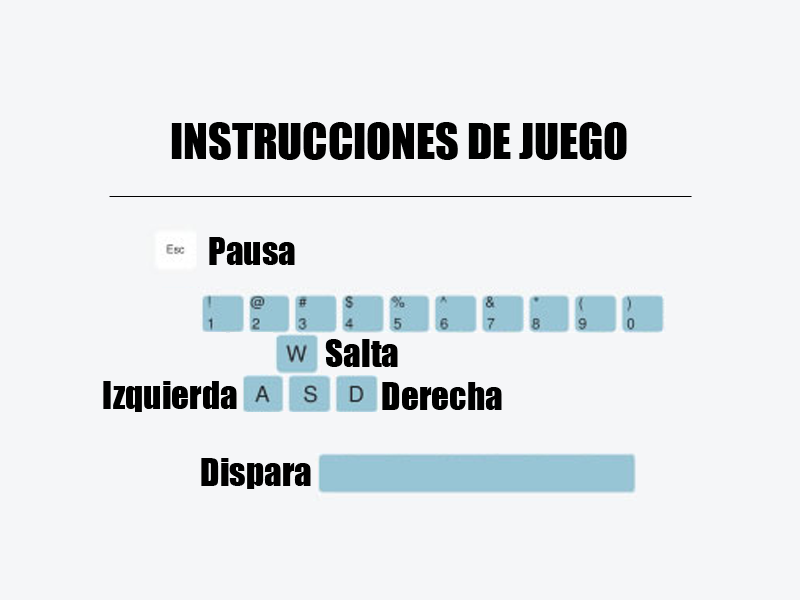 INSTRUCCIONES DE JUEGO
Esc Pausa
! @ # $ % ^ & * ( )
1 2 3 4 5 6 7 8 9 0
W Salta
Izquierda A S D Derecha
Dispara